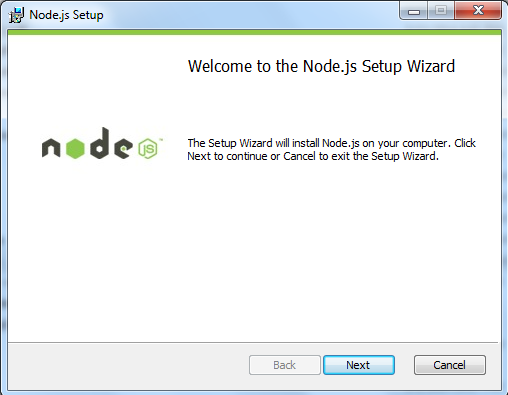 Node.js Setup
Welcome to the Node.js Setup Wizard
node JS ™
The Setup Wizard will install Node.js on your computer. Click
Next to continue or Cancel to exit the Setup Wizard.
Back
Next
Cancel